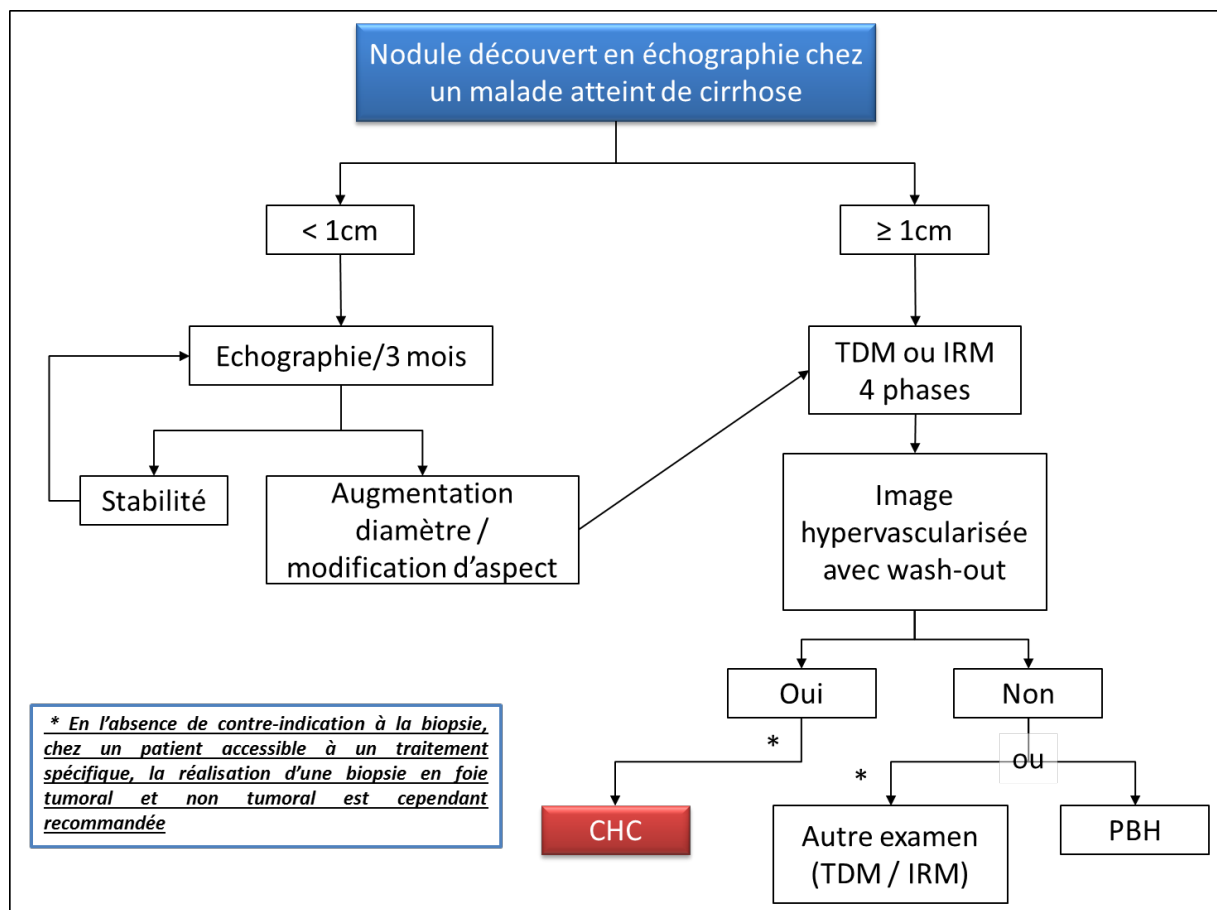 Nodule découvert en échographie chez
un malade atteint de cirrhose
< 1cm
≥ 1cm
Echographie/3 mois
TDM ou IRM
4 phases
Stabilité
Augmentation
diamètre /
modification d'aspect
Image
hypervascularisée
avec wash-out
Oui
Non
*
ou
*
CHC
Autre examen
(TDM / IRM)
PBH
* En l'absence de contre-indication à la biopsie,
chez un patient accessible à un traitement
spécifique, la réalisation d'une biopsie en foie
tumoral et non tumoral est cependant
recommandée